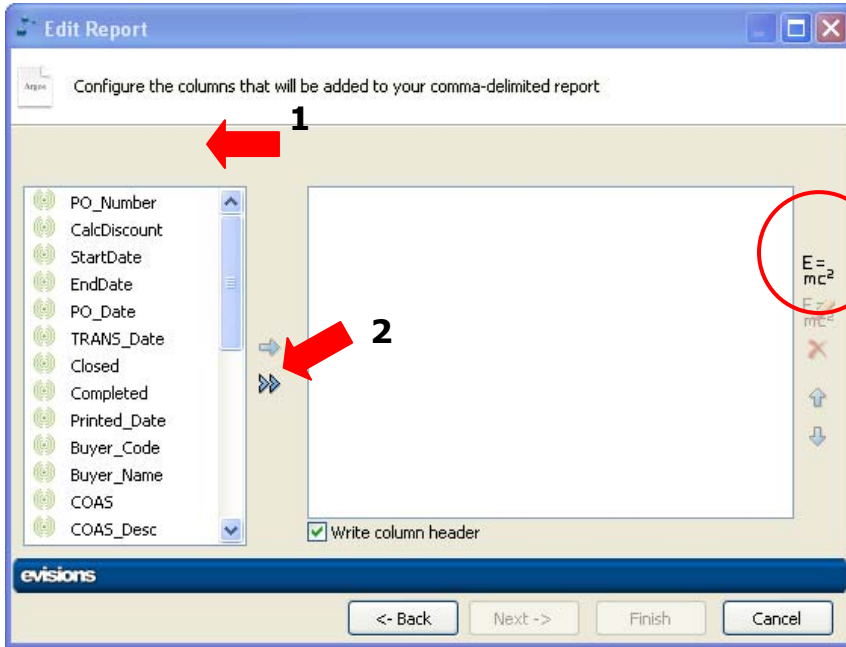 Edit Report
Argos
Configure the columns that will be added to your comma-delimited report
1
PO_Number
CalcDiscount
StartDate
EndDate
PO_Date
TRANS_Date
Closed
Completed
Printed_Date
Buyer_Code
Buyer_Name
COAS
COAS_Desc
2
E=
mc²
E=
mc²
Write column header
evisions
<- Back
Next ->
Finish
Cancel